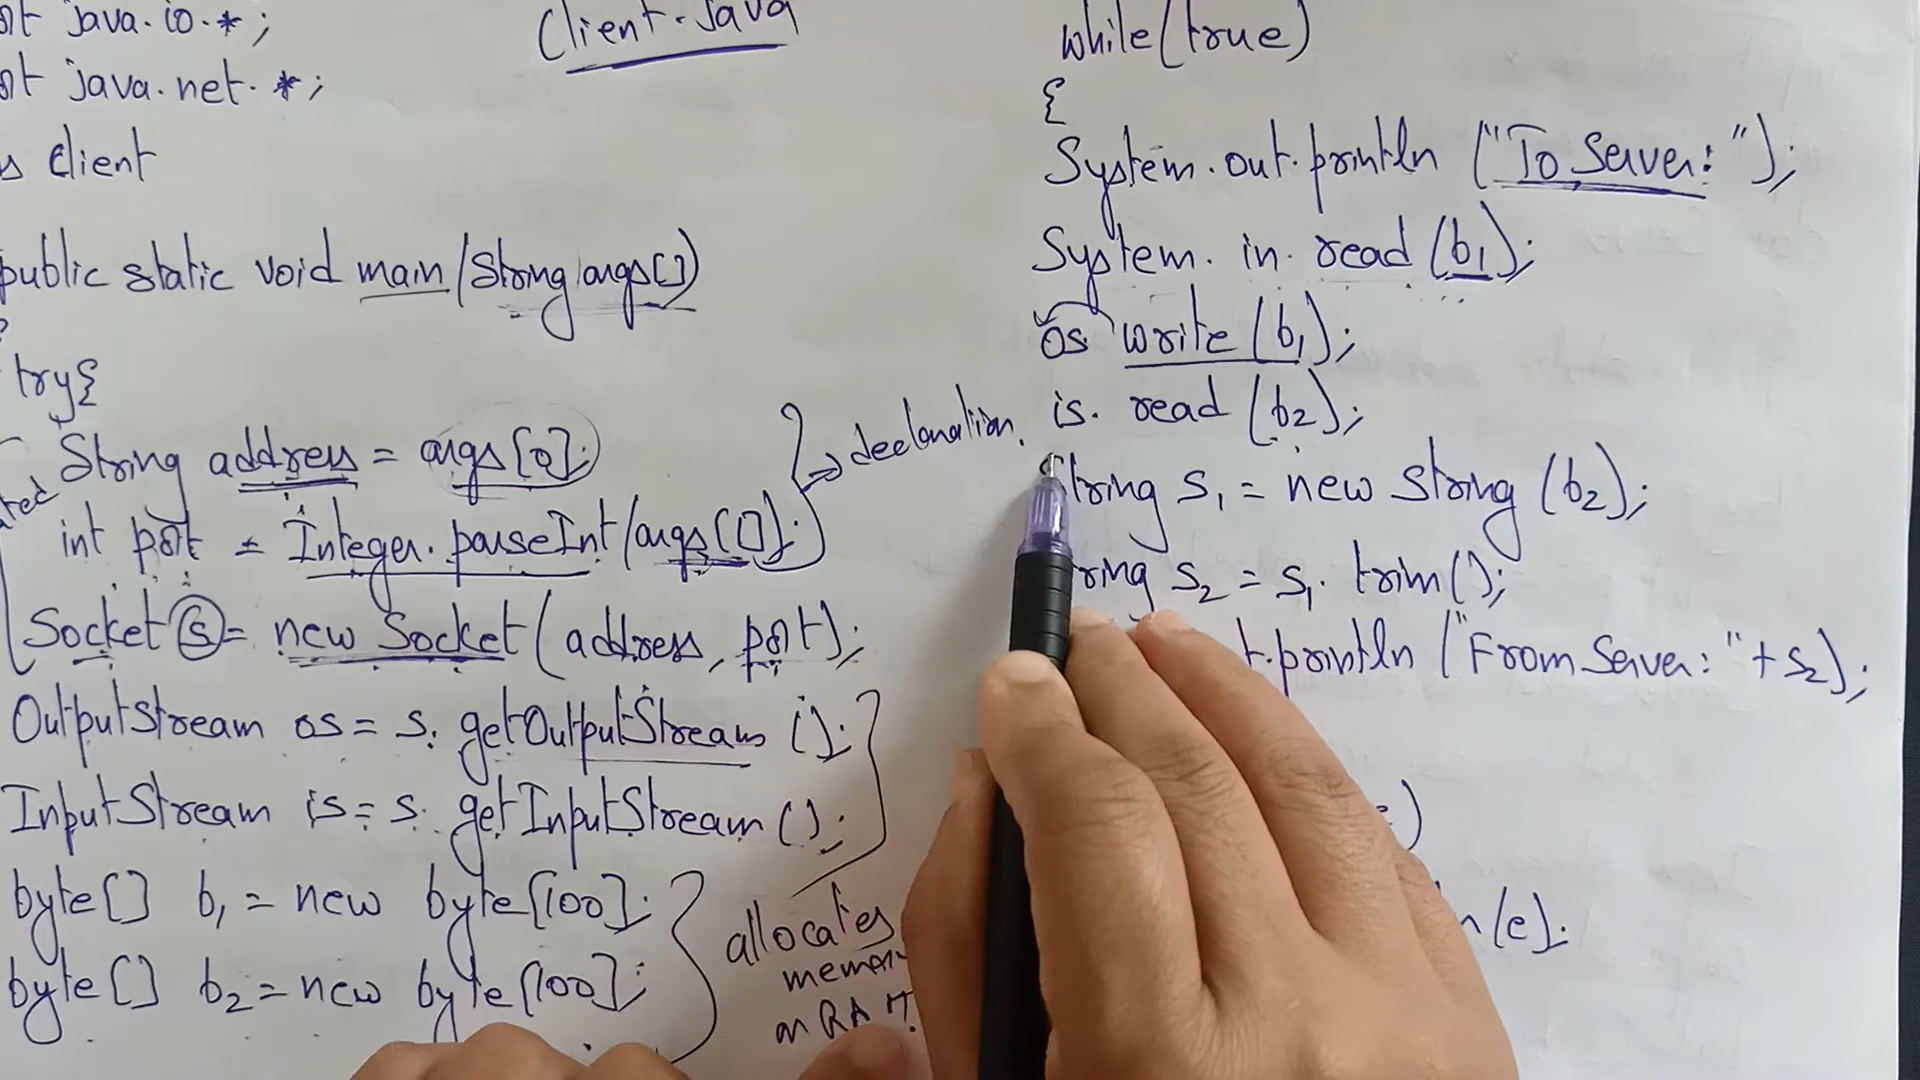 Client.java
java.io.*;
java.net.*;
Client
public static void main(String args[])
try{
String address = args[0];
int port = Integer.parseInt(args[1]);
declaration.
Socket s = new Socket(address, port);
OutputStream os = s.getOutputStream();
InputStream is = s.getInputStream();
byte[] b1 = new byte[100];
byte[] b2 = new byte[100];
allocates
memory
on RAM.
while(true)
{
System.out.println("To Server:");
System.in.read(b1);
os write(b1);
is.read(b2);
String s1 = new String(b2);
s2 = s1.trim();
println("From Server:"+s2);
(e);